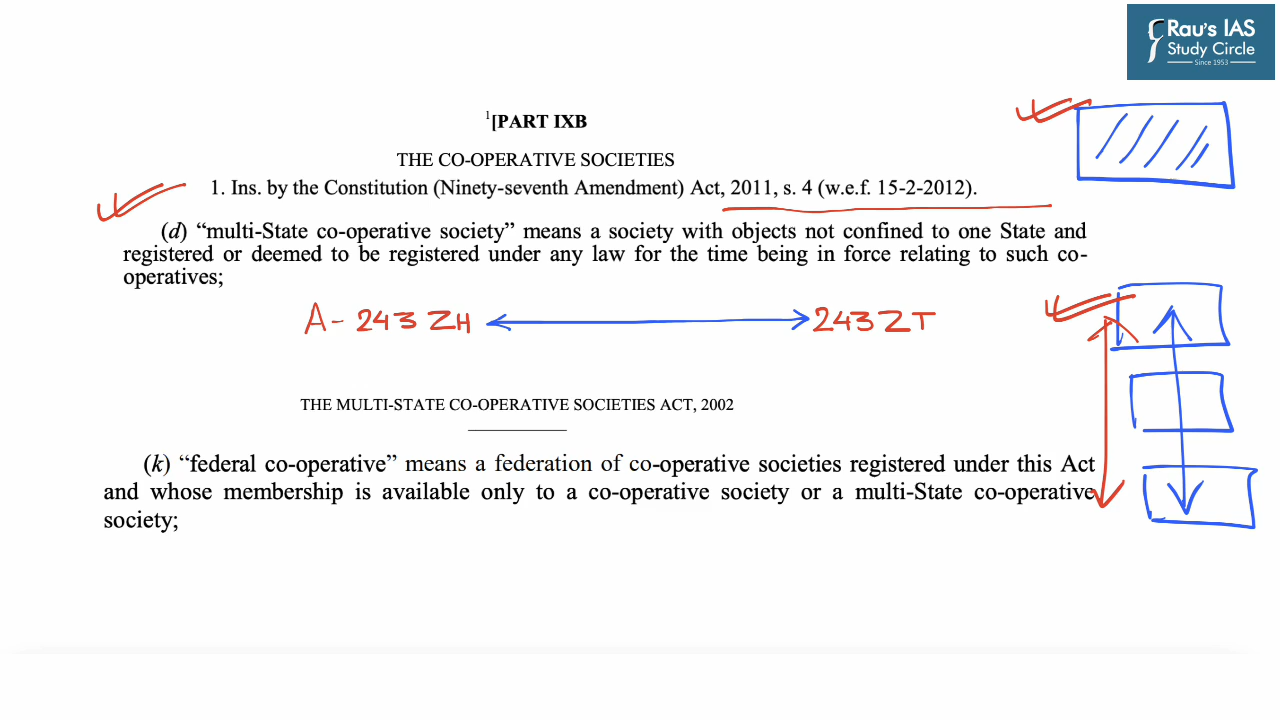 Rau's IAS
Study Circle
Since 1953
1[PART IXB
THE CO-OPERATIVE SOCIETIES
1. Ins. by the Constitution (Ninety-seventh Amendment) Act, 2011, s. 4 (w.e.f. 15-2-2012).
(d) “multi-State co-operative society” means a society with objects not confined to one State and
registered or deemed to be registered under any law for the time being in force relating to such co-
operatives;
A- 243 ZH 243 ZT
THE MULTI-STATE CO-OPERATIVE SOCIETIES ACT, 2002
(k) “federal co-operative” means a federation of co-operative societies registered under this Act
and whose membership is available only to a co-operative society or a multi-State co-operative
society;